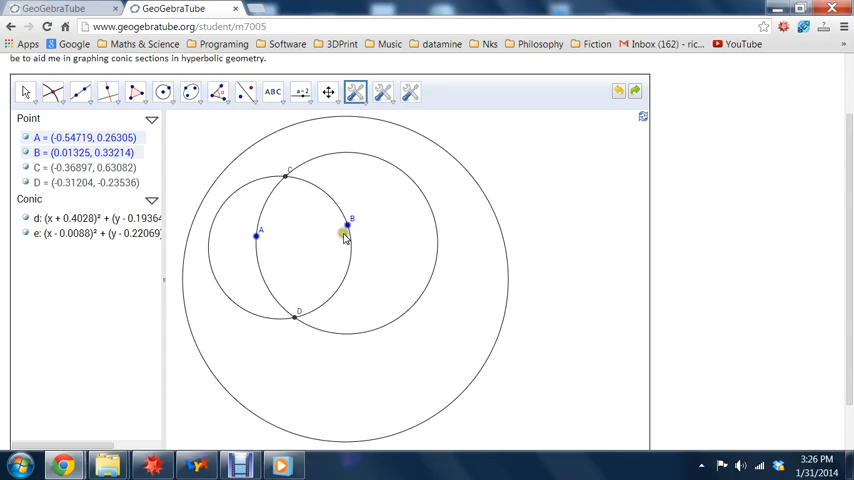 GeoGebraTube
GeoGebraTube
www.geogebratube.org/student/m7005
Apps Google Maths & Science Programing Software 3DPrint Music datamine Nks Philosophy Fiction Inbox (162) - ric... YouTube
be to aid me in graphing conic sections in hyperbolic geometry.
ABC a=2
Point
A = (-0.54719, 0.26305)
B = (0.01325, 0.33214)
C = (-0.36897, 0.63082)
D = (-0.31204, -0.23536)
Conic
d: (x + 0.4028)² + (y - 0.19364
e: (x - 0.0088)² + (y - 0.22069)
C
B
A
D
3:26 PM
1/31/2014